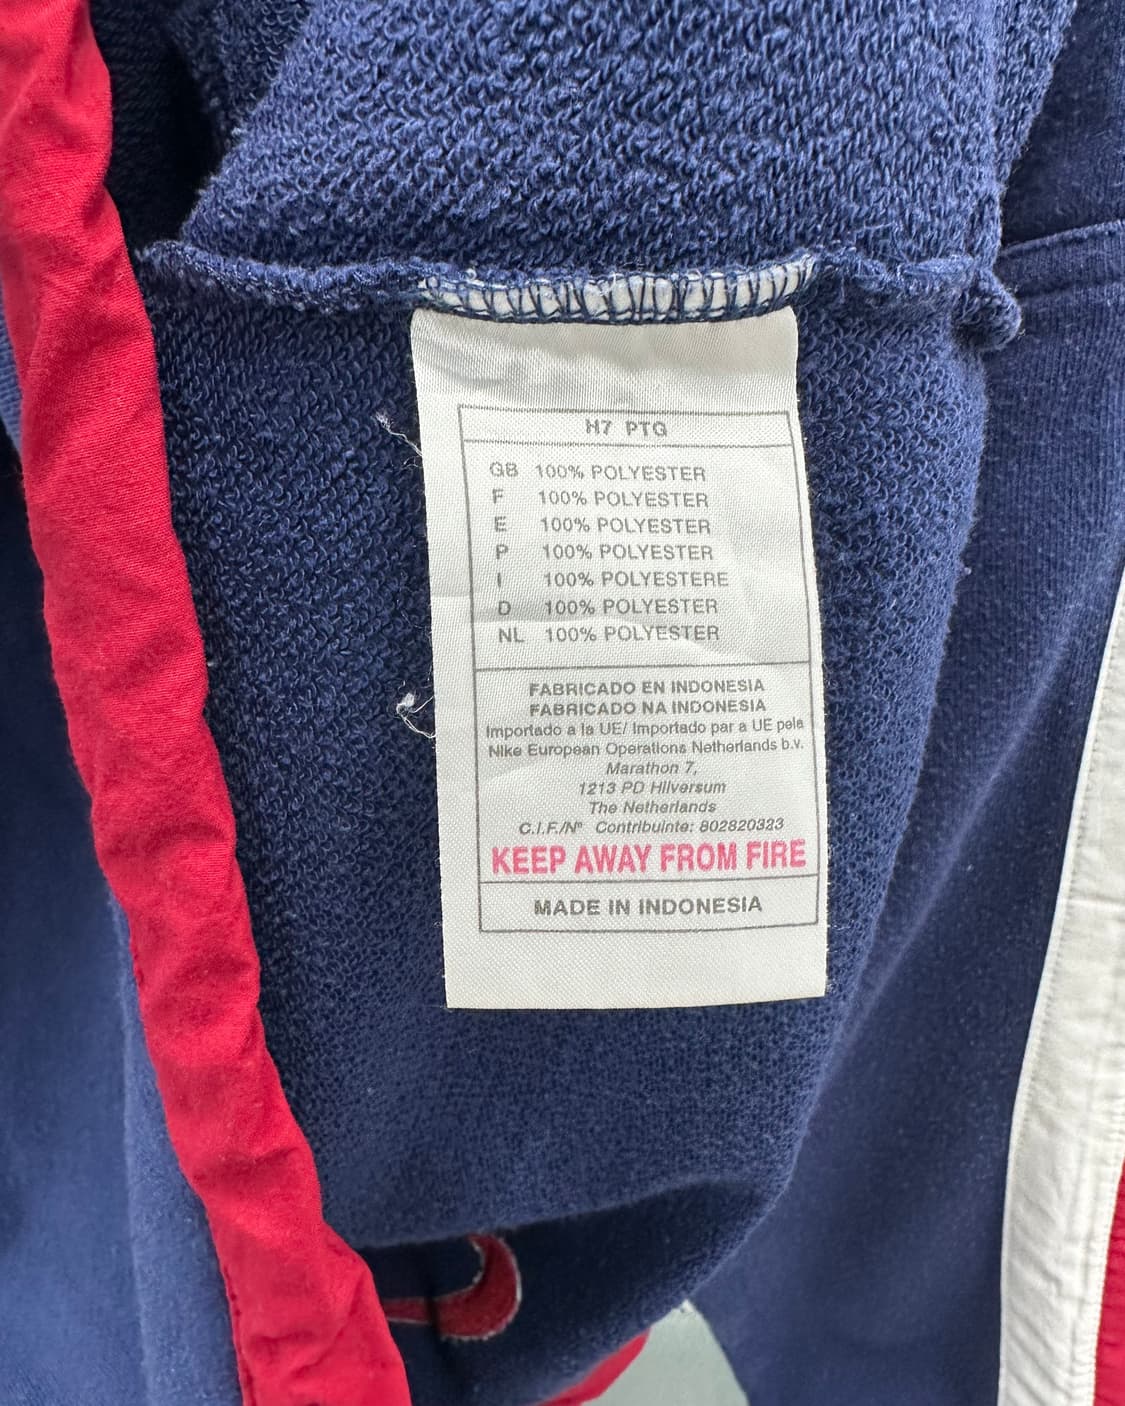 H7 PTG
GB 100% POLYESTER
F 100% POLYESTER
E 100% POLYESTER
P 100% POLYESTER
I 100% POLYESTERE
D 100% POLYESTER
NL 100% POLYESTER
FABRICADO EN INDONESIA
FABRICADO NA INDONESIA
Importado a la UE/ Importado par a UE pela
Nike European Operations Netherlands b.v.
Marathon 7,
1213 PD Hilversum
The Netherlands
C.I.F./Nº Contribuinte: 802820323
KEEP AWAY FROM FIRE
MADE IN INDONESIA